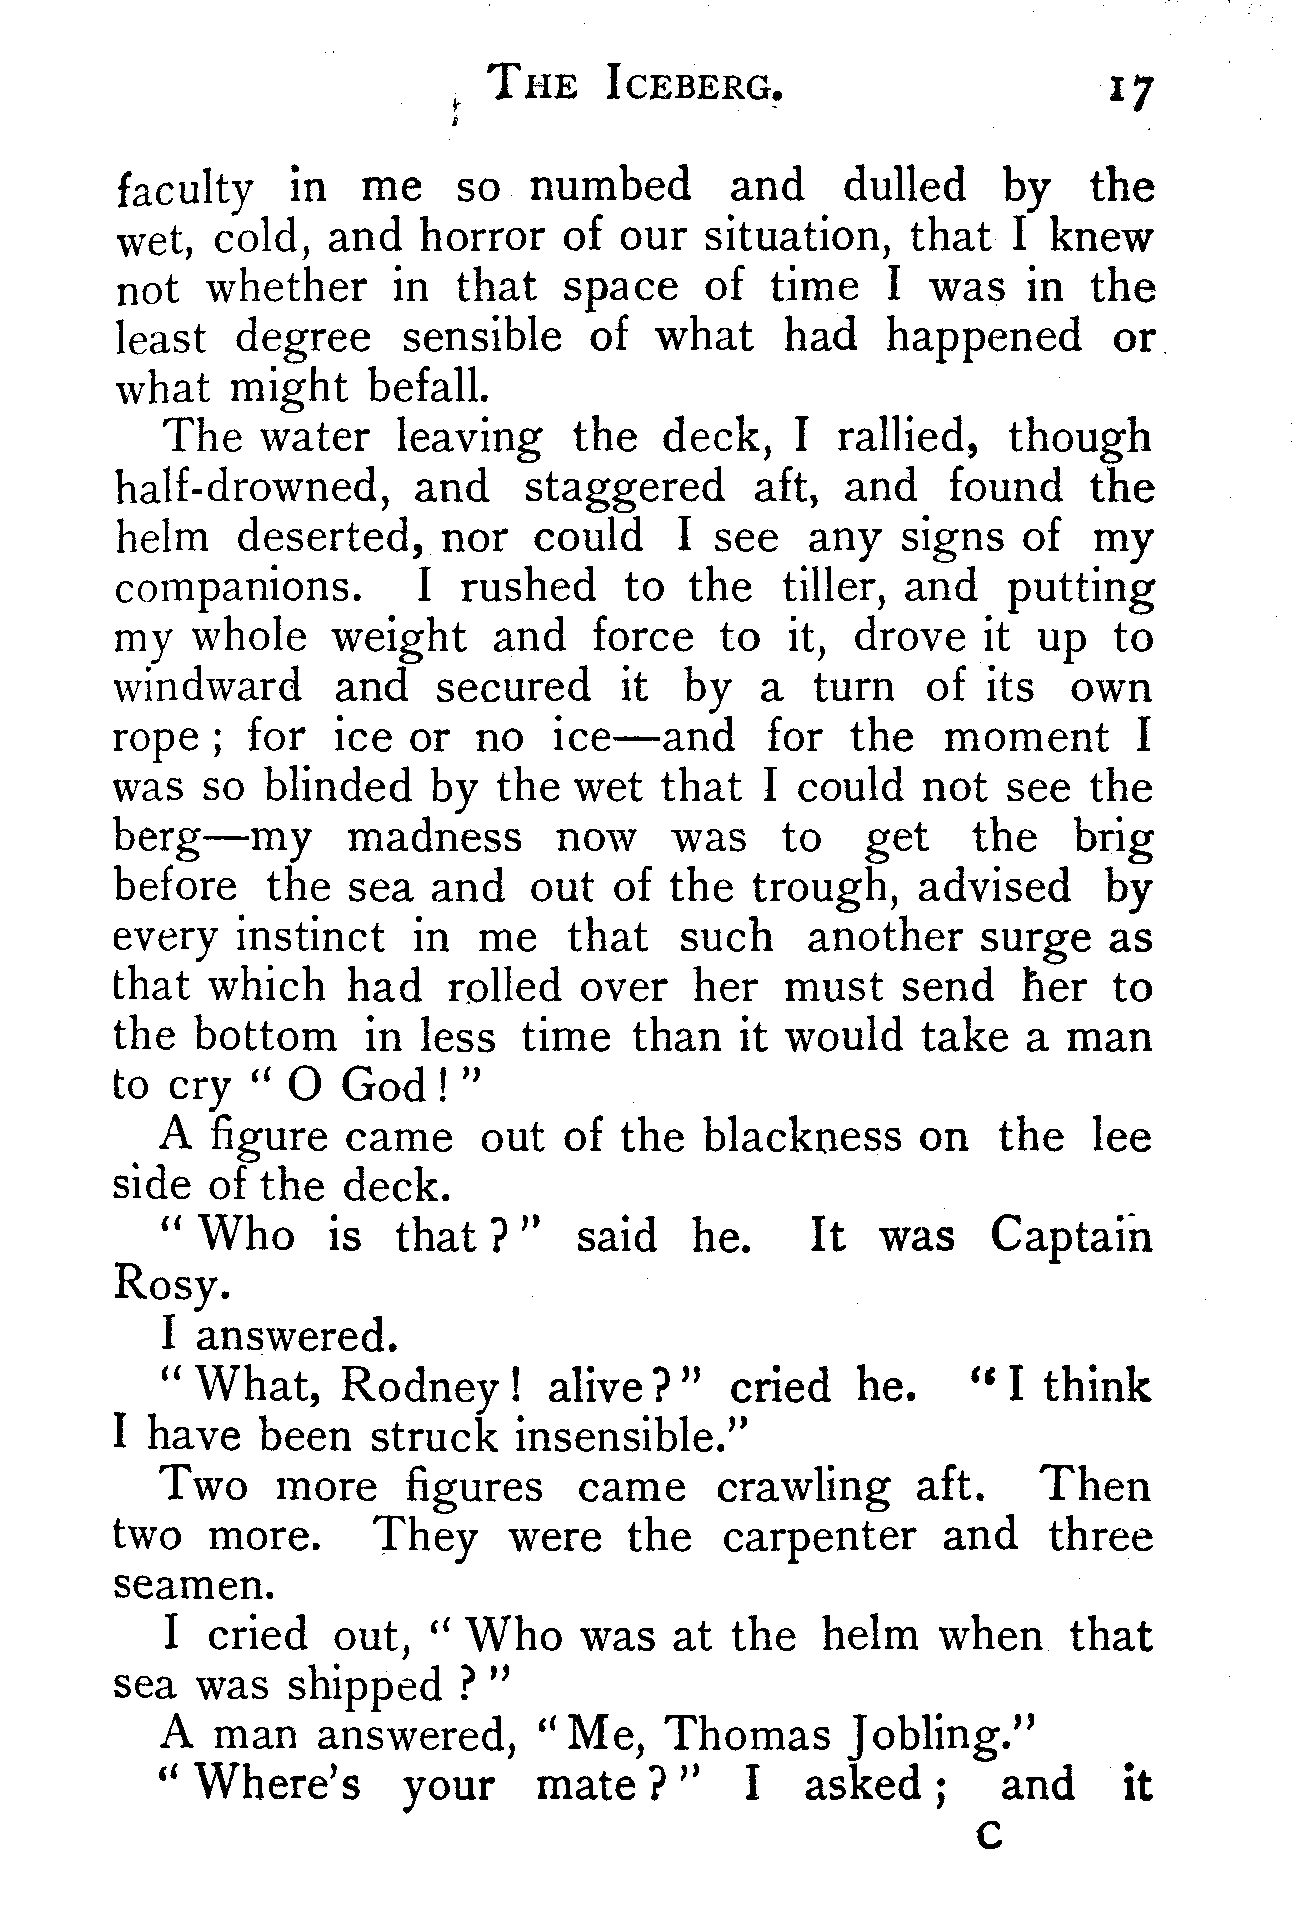 THE ICEBERG. 17
faculty in me so numbed and dulled by the
wet, cold, and horror of our situation, that I knew
not whether in that space of time I was in the
least degree sensible of what had happened or
what might befall.
The water leaving the deck, I rallied, though
half-drowned, and staggered aft, and found the
helm deserted, nor could I see any signs of my
companions. I rushed to the tiller, and putting
my whole weight and force to it, drove it up to
windward and secured it by a turn of its own
rope ; for ice or no ice—and for the moment I
was so blinded by the wet that I could not see the
berg—my madness now was to get the brig
before the sea and out of the trough, advised by
every instinct in me that such another surge as
that which had rolled over her must send her to
the bottom in less time than it would take a man
to cry “ O God ! ”
A figure came out of the blackness on the lee
side of the deck.
“ Who is that ? ” said he. It was Captain
Rosy.
I answered.
“ What, Rodney ! alive ? ” cried he. “ I think
I have been struck insensible.”
Two more figures came crawling aft. Then
two more. They were the carpenter and three
seamen.
I cried out, “ Who was at the helm when that
sea was shipped ? ”
A man answered, “ Me, Thomas Jobling.”
“ Where’s your mate ? ” I asked ; and it
C